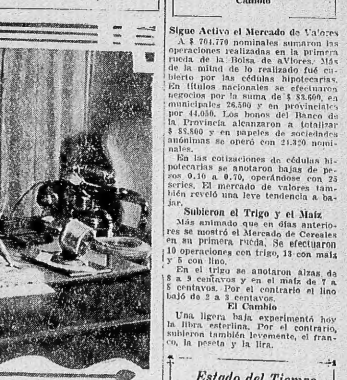 Cambio
Sigue Activo el Mercado de Valores
A $ 704.770 nominales sumaron las
operaciones realizadas en la primera
rueda de la Bolsa de aVlores. Más
de la mitad de lo realizado fué cu-
bierto por las cédulas hipotecarias.
En títulos nacionales se efectuaron
negocios por la suma de $ 83.600, en
municipales 26.500 y en provinciales
por 44.050. Los bonos del Banco de
la Provincia alcanzaron a totalizar
$ 88.800 y en papeles de sociedades
anónimas se operó con 21.320 nomi-
nales.
En las cotizaciones de cédulas hi-
potecarias se anotaron bajas de pe-
sos 0,10 a 0,70, operándose con 23
series. El mercado de valores tam-
bién reveló una leve tendencia a ba-
jar.
Subieron el Trigo y el Maíz
Más animado que en días anterio-
res se mostró el Mercado de Cereales
en su primera rueda. Se efectuaron
10 operaciones con trigo, 13 con maíz
y 5 con lino.
En el trigo se anotaron alzas de
8 a 9 centavos y en el maíz de 7 a
8 centavos. Por el contrario el lino
bajó de 2 a 3 centavos.
El Cambio
Una ligera baja experimentó hoy
la libra esterlina. Por el contrario,
subieron también levemente, el fran-
co, la peseta y la lira.
Estado del Tiempo